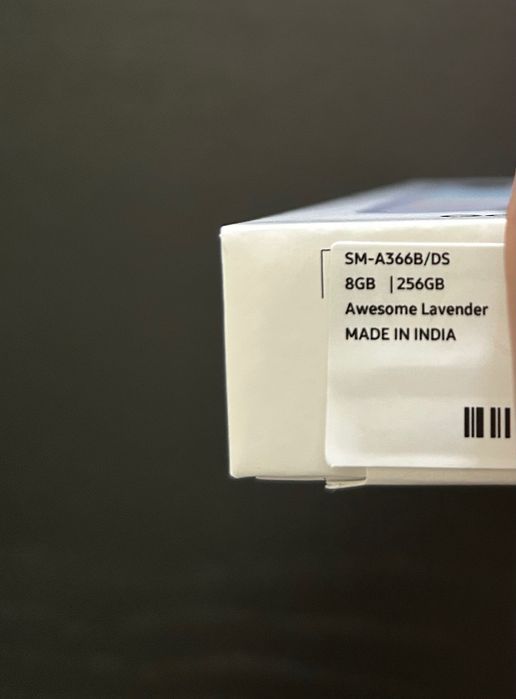 SM-A366B/DS
8GB | 256GB
Awesome Lavender
MADE IN INDIA